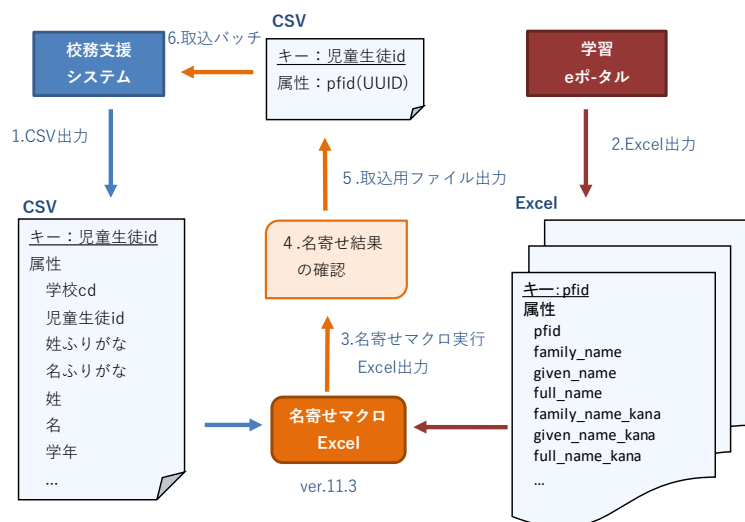 CSV
6.取込バッチ
校務支援
システム
キー：児童生徒id
属性：pfid(UUID)
学習
eポータル
1.CSV出力
2.Excel出力
5.取込用ファイル出力
CSV
Excel
キー：児童生徒id
属性
学校cd
児童生徒id
姓ふりがな
名ふりがな
姓
名
学年
…
4.名寄せ結果
の確認
3.名寄せマクロ実行
Excel出力
名寄せマクロ
Excel
ver.11.3
キー:pfid
属性
pfid
family_name
given_name
full_name
family_name_kana
given_name_kana
full_name_kana
…